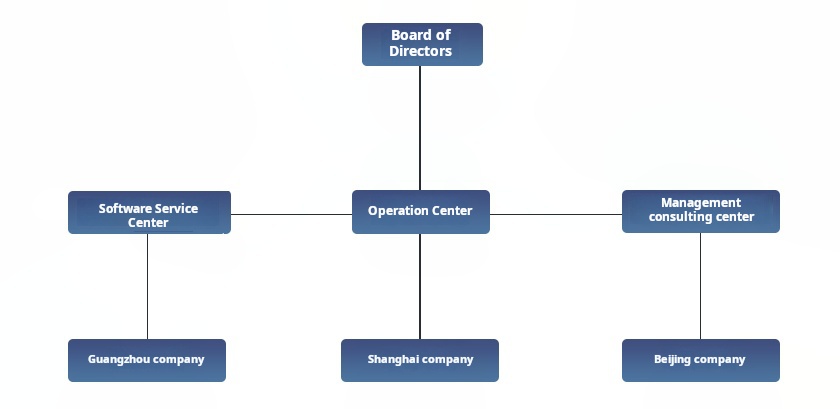 Board of
Directors
Software Service
Center
Operation Center
Management
consulting center
Guangzhou company
Shanghai company
Beijing company